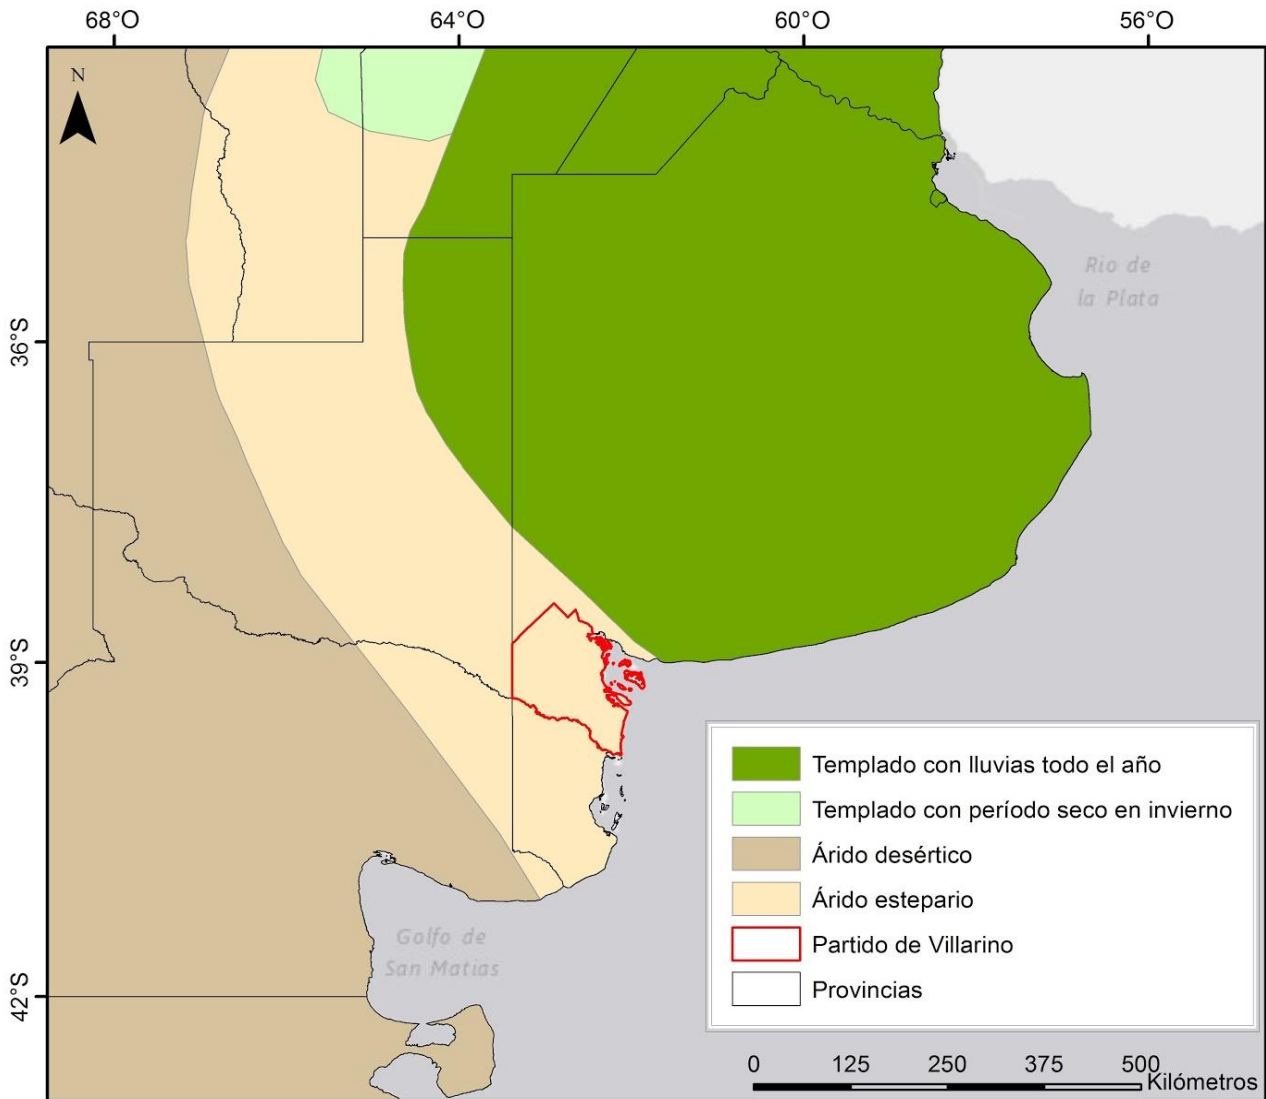 68°O 64°O 60°O 56°O
N
36°S
39°S
42°S
Rio de
la Plata
Golfo de
San Matias
Templado con lluvias todo el año
Templado con período seco en invierno
Árido desértico
Árido estepario
Partido de Villarino
Provincias
0 125 250 375 500
Kilómetros